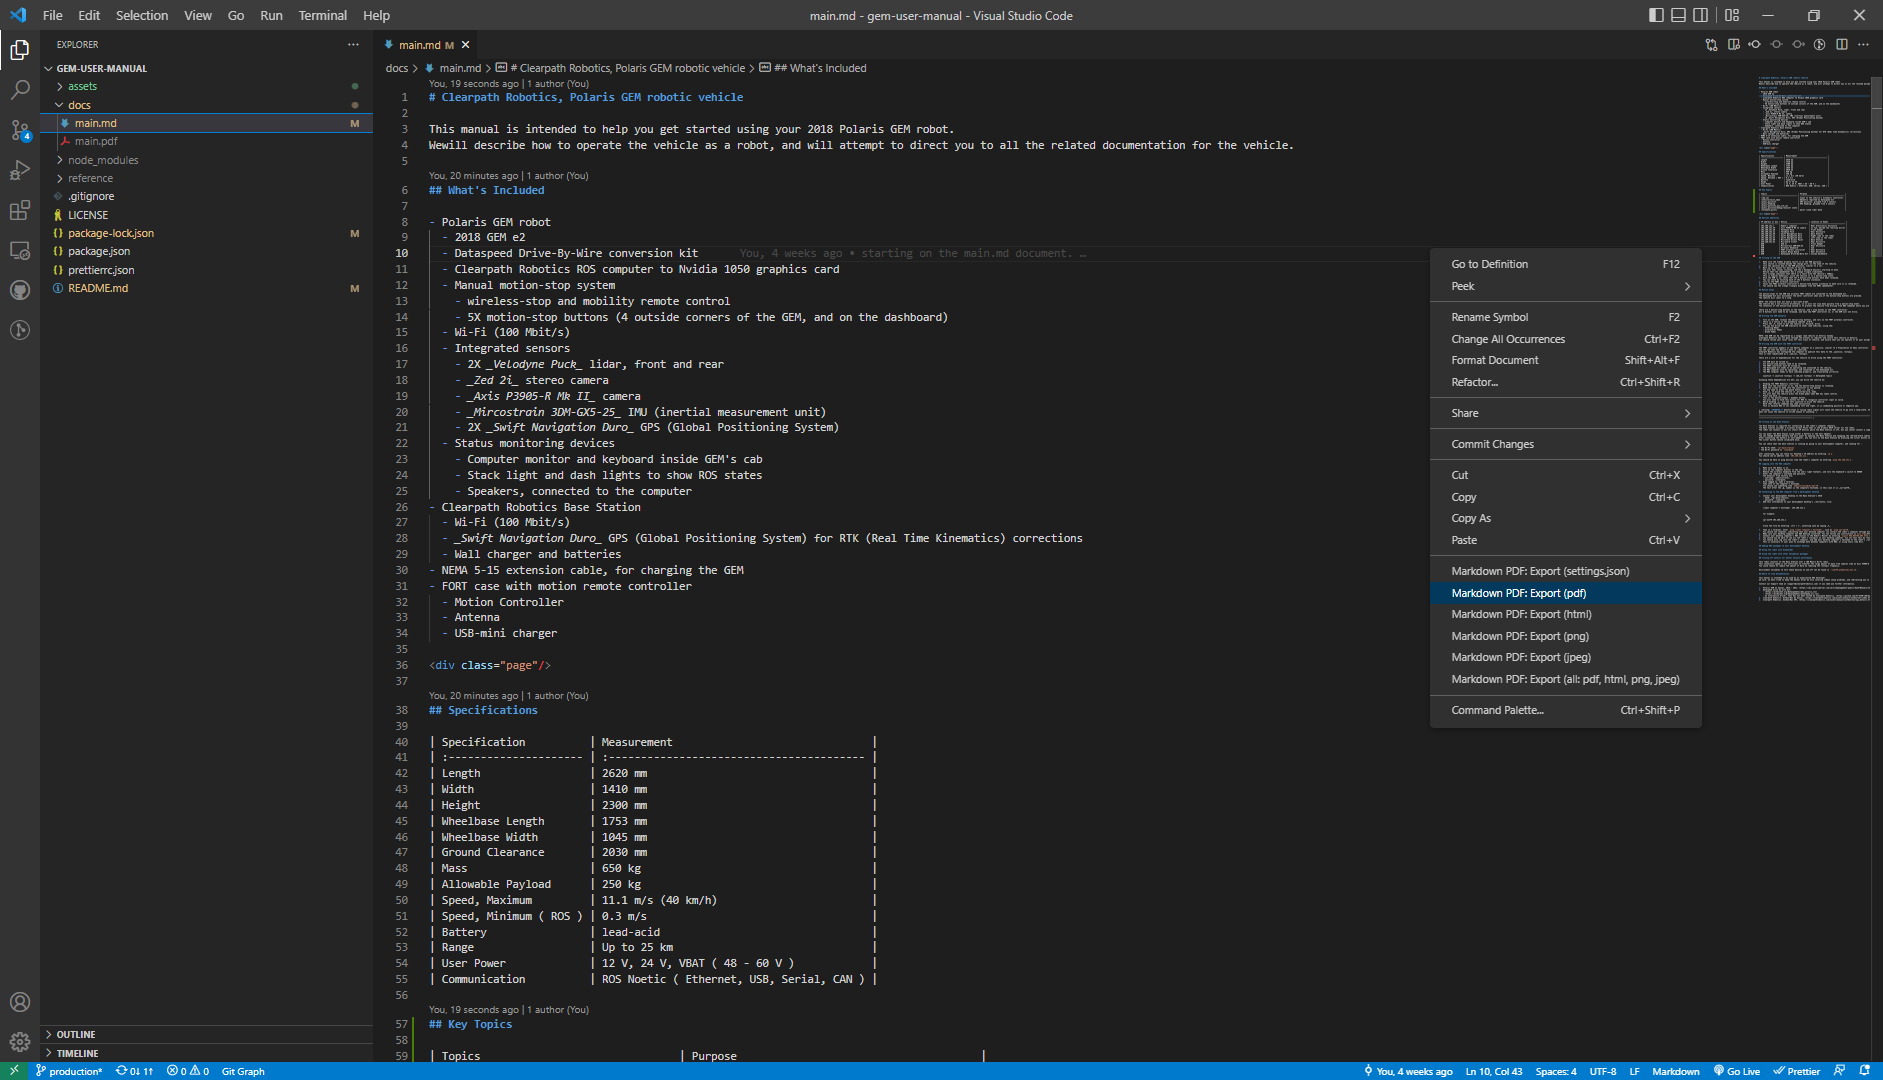 File Edit Selection View Go Run Terminal Help
main.md - gem-user-manual - Visual Studio Code
EXPLORER
GEM-USER-MANUAL
assets
docs
main.md M
main.pdf
node_modules
reference
.gitignore
LICENSE
package-lock.json M
package.json
prettierrc.json
README.md M
OUTLINE
TIMELINE
main.md M
docs > main.md > # Clearpath Robotics, Polaris GEM robotic vehicle > ## What's Included
You, 19 seconds ago | 1 author (You)
1 # Clearpath Robotics, Polaris GEM robotic vehicle
2
3 This manual is intended to help you get started using your 2018 Polaris GEM robot.
4 Wewill describe how to operate the vehicle as a robot, and will attempt to direct you to all the related documentation for the vehicle.
5
You, 20 minutes ago | 1 author (You)
6 ## What's Included
7
8 - Polaris GEM robot
9 - 2018 GEM e2
10 - Dataspeed Drive-By-Wire conversion kit You, 4 weeks ago • starting on the main.md document. …
11 - Clearpath Robotics ROS computer to Nvidia 1050 graphics card
12 - Manual motion-stop system
13 - wireless-stop and mobility remote control
14 - 5X motion-stop buttons (4 outside corners of the GEM, and on the dashboard)
15 - Wi-Fi (100 Mbit/s)
16 - Integrated sensors
17 - 2X _Velodyne Puck_ lidar, front and rear
18 - _Zed 2i_ stereo camera
19 - _Axis P3905-R Mk II_ camera
20 - _Mircostrain 3DM-GX5-25_ IMU (inertial measurement unit)
21 - 2X _Swift Navigation Duro_ GPS (Global Positioning System)
22 - Status monitoring devices
23 - Computer monitor and keyboard inside GEM's cab
24 - Stack light and dash lights to show ROS states
25 - Speakers, connected to the computer
26 - Clearpath Robotics Base Station
27 - Wi-Fi (100 Mbit/s)
28 - _Swift Navigation Duro_ GPS (Global Positioning System) for RTK (Real Time Kinematics) corrections
29 - Wall charger and batteries
30 - NEMA 5-15 extension cable, for charging the GEM
31 - FORT case with motion remote controller
32 - Motion Controller
33 - Antenna
34 - USB-mini charger
35
36 <div class="page"/>
37
You, 20 minutes ago | 1 author (You)
38 ## Specifications
39
40 | Specification | Measurement |
41 | :--------------------- | :---------------------------------------- |
42 | Length | 2620 mm |
43 | Width | 1410 mm |
44 | Height | 2300 mm |
45 | Wheelbase Length | 1753 mm |
46 | Wheelbase Width | 1045 mm |
47 | Ground Clearance | 2030 mm |
48 | Mass | 650 kg |
49 | Allowable Payload | 250 kg |
50 | Speed, Maximum | 11.1 m/s (40 km/h) |
51 | Speed, Minimum ( ROS ) | 0.3 m/s |
52 | Battery | lead-acid |
53 | Range | Up to 25 km |
54 | User Power | 12 V, 24 V, VBAT ( 48 - 60 V ) |
55 | Communication | ROS Noetic ( Ethernet, USB, Serial, CAN ) |
56
You, 19 seconds ago | 1 author (You)
57 ## Key Topics
58
59 | Topics | Purpose |
Go to Definition F12
Peek
Rename Symbol F2
Change All Occurrences Ctrl+F2
Format Document Shift+Alt+F
Refactor... Ctrl+Shift+R
Share
Commit Changes
Cut Ctrl+X
Copy Ctrl+C
Copy As
Paste Ctrl+V
Markdown PDF: Export (settings.json)
Markdown PDF: Export (pdf)
Markdown PDF: Export (html)
Markdown PDF: Export (png)
Markdown PDF: Export (jpeg)
Markdown PDF: Export (all: pdf, html, png, jpeg)
Command Palette... Ctrl+Shift+P
4
production* 0↓ 1↑ 0 0 Git Graph
You, 4 weeks ago Ln 10, Col 43 Spaces: 4 UTF-8 LF Markdown Go Live Prettier